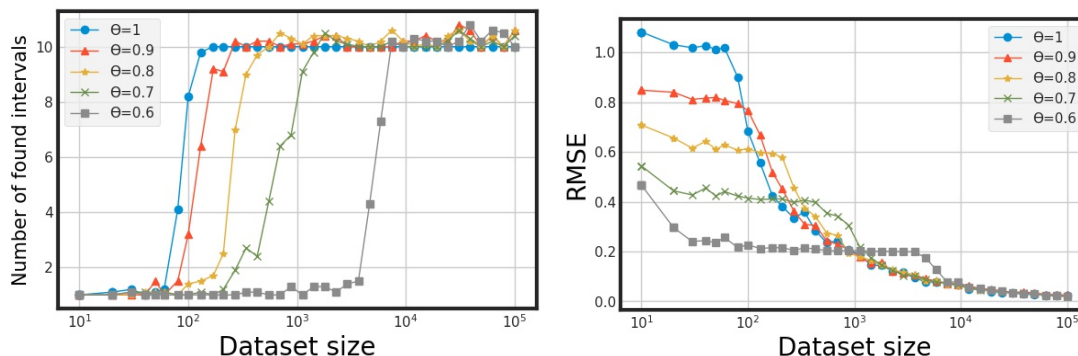 Number of found intervals
10
8
6
4
2
ϴ=1
ϴ=0.9
ϴ=0.8
ϴ=0.7
ϴ=0.6
10¹
10²
10³
10⁴
10⁵
Dataset size
RMSE
1.0
0.8
0.6
0.4
0.2
0.0
ϴ=1
ϴ=0.9
ϴ=0.8
ϴ=0.7
ϴ=0.6
10¹
10²
10³
10⁴
10⁵
Dataset size